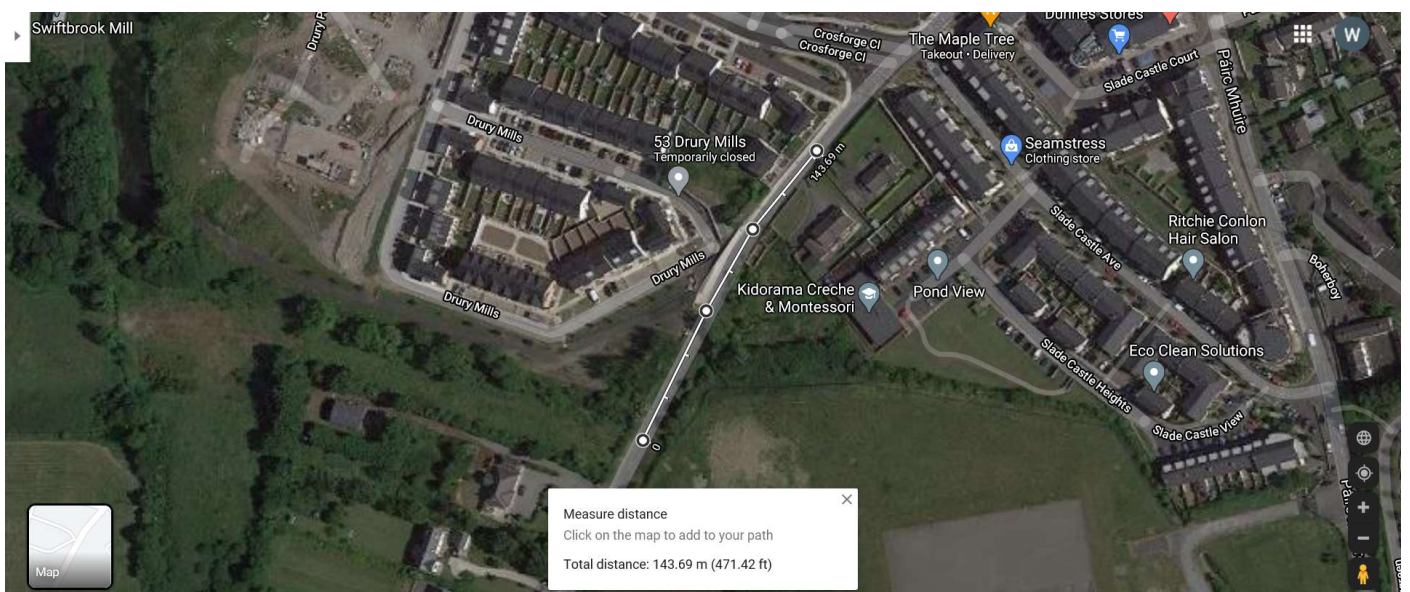 Swiftbrook Mill
Drury P
Crosforge Cl
Crosforge Cl
The Maple Tree
Takeout • Delivery
Dunnes Stores
Slade Castle Court
Páirc Mhuire
W
Drury Mills
53 Drury Mills
Temporarily closed
143.69 m
Seamstress
Clothing store
Slade Castle Ave
Ritchie Conlon
Hair Salon
Boherboy
Drury Mills
Drury Mills
Kidorama Creche
& Montessori
Pond View
Slade Castle Heights
Eco Clean Solutions
Slade Castle View
0
Measure distance
Click on the map to add to your path
Total distance: 143.69 m (471.42 ft)
Map